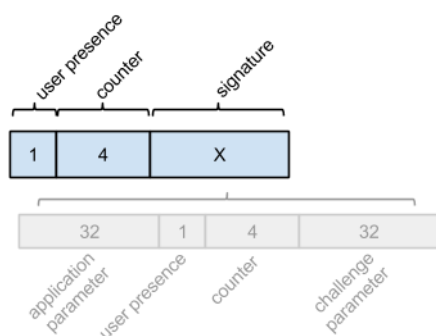 user presence
counter
signature
1
4
X
32
1
4
32
application
parameter
user presence
counter
challenge
parameter